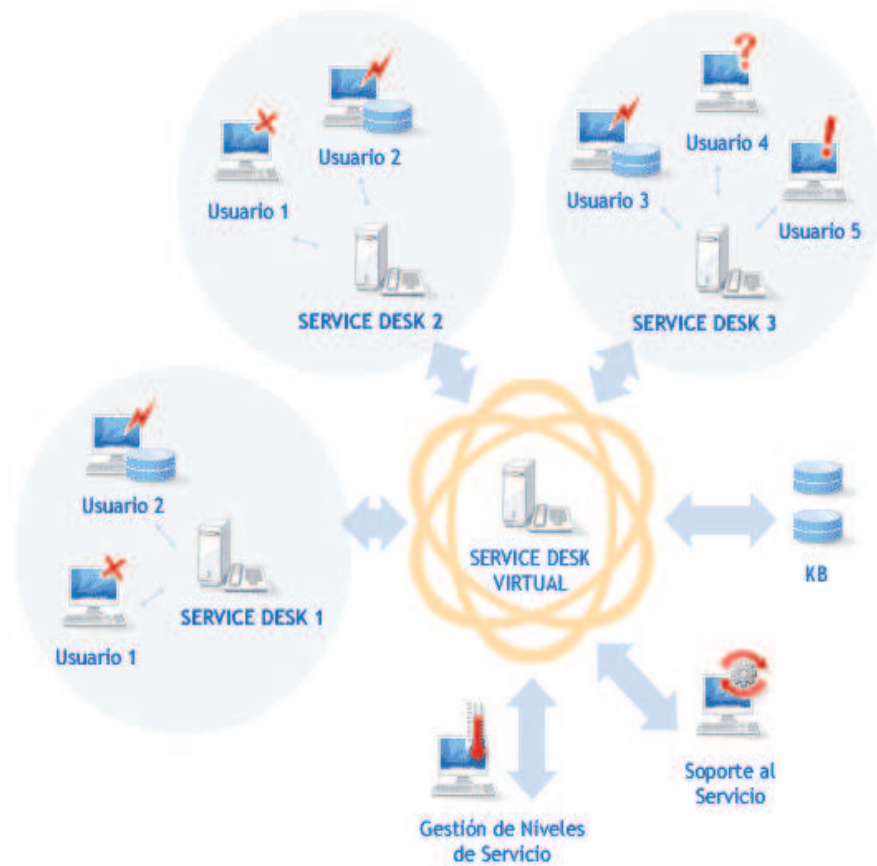 Usuario 4
Usuario 2
Usuario 3
Usuario 1
Usuario 5
SERVICE DESK 2
SERVICE DESK 3
Usuario 2
SERVICE DESK
VIRTUAL
KB
SERVICE DESK 1
Usuario 1
Soporte al
Servicio
Gestión de Niveles
de Servicio